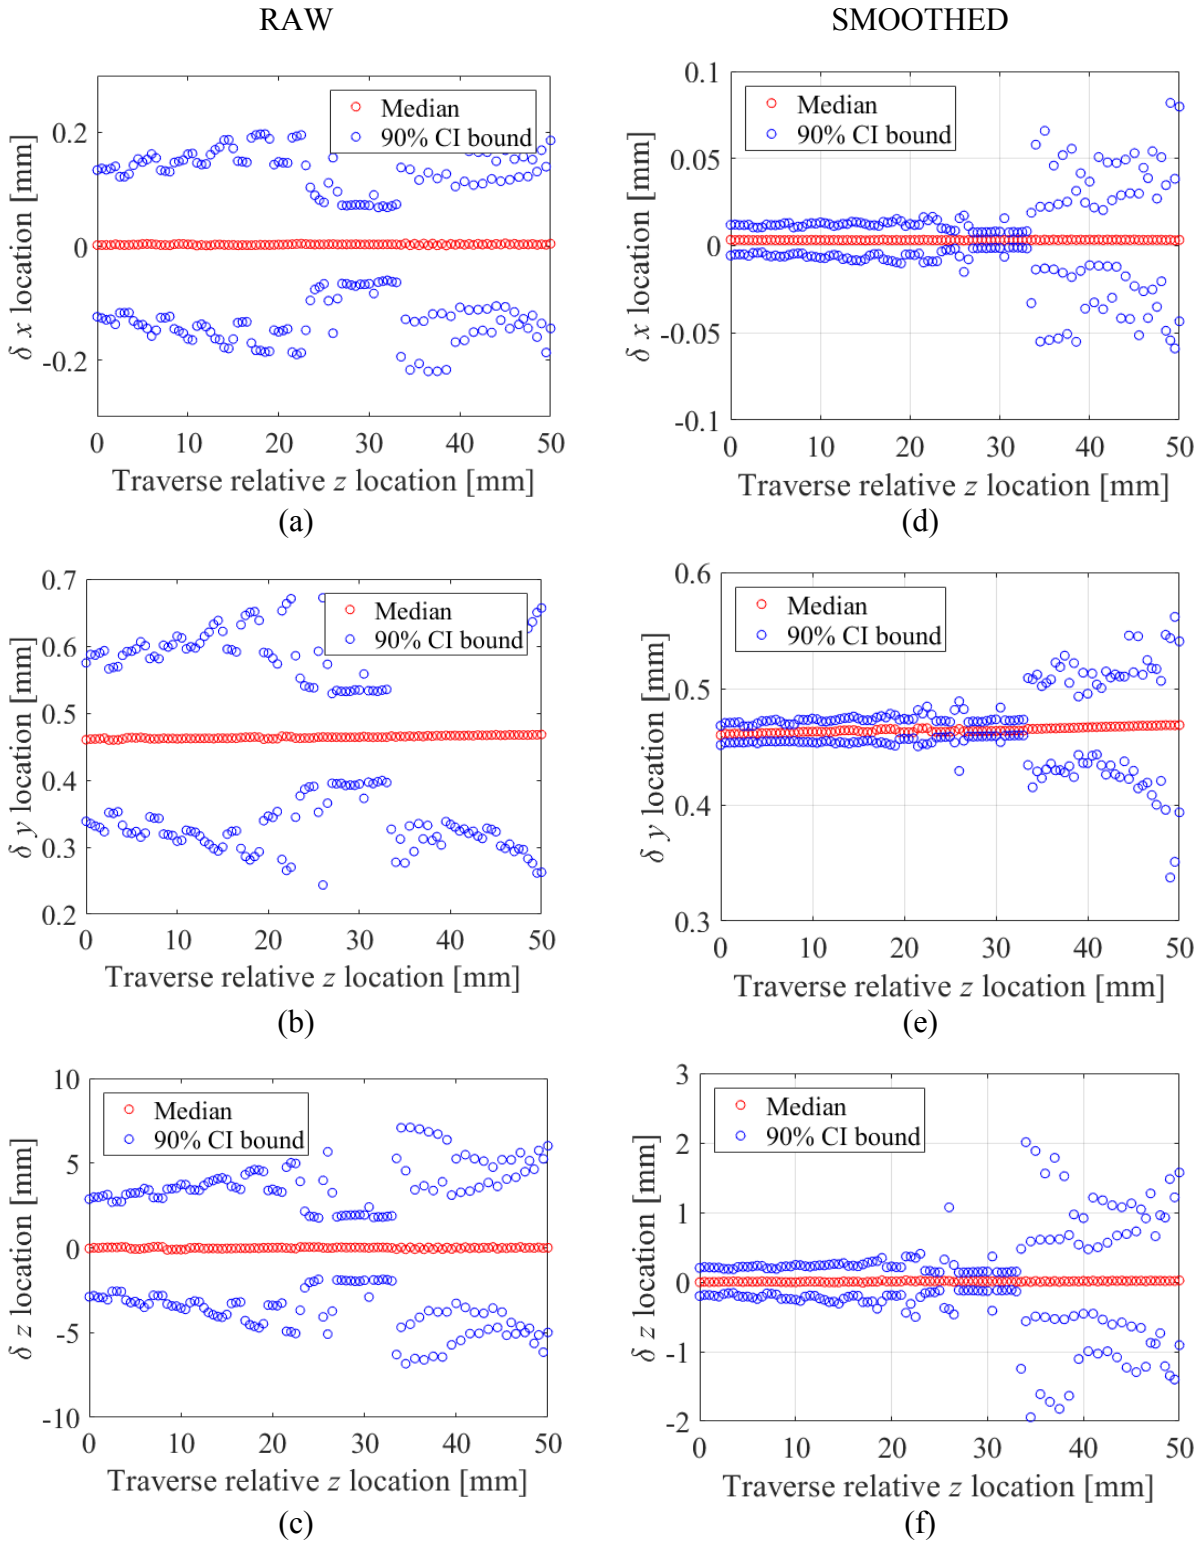 RAW
SMOOTHED
Median
90% CI bound
0.2
0
-0.2
δ x location [mm]
0 10 20 30 40 50
Traverse relative z location [mm]
(a)
Median
90% CI bound
0.1
0.05
0
-0.05
-0.1
δ x location [mm]
0 10 20 30 40 50
Traverse relative z location [mm]
(d)
Median
90% CI bound
0.7
0.6
0.5
0.4
0.3
0.2
δ y location [mm]
0 10 20 30 40 50
Traverse relative z location [mm]
(b)
Median
90% CI bound
0.6
0.5
0.4
0.3
δ y location [mm]
0 10 20 30 40 50
Traverse relative z location [mm]
(e)
Median
90% CI bound
10
5
0
-5
-10
δ z location [mm]
0 10 20 30 40 50
Traverse relative z location [mm]
(c)
Median
90% CI bound
3
2
1
0
-1
-2
δ z location [mm]
0 10 20 30 40 50
Traverse relative z location [mm]
(f)